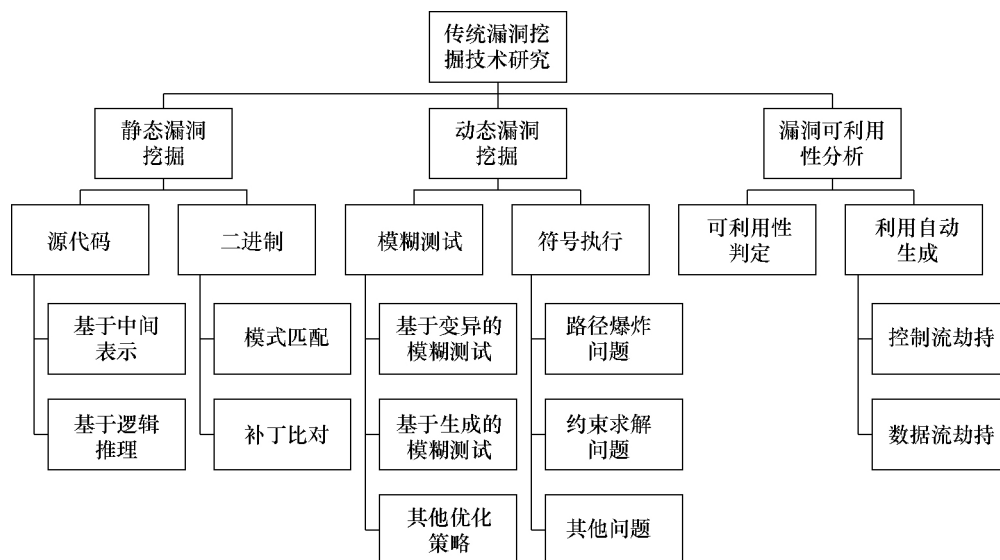 传统漏洞挖
掘技术研究
静态漏洞
挖掘
动态漏洞
挖掘
漏洞可利用
性分析
源代码
二进制
模糊测试
符号执行
可利用性
判定
利用自动
生成
基于中间
表示
模式匹配
基于变异的
模糊测试
路径爆炸
问题
控制流劫持
基于逻辑
推理
补丁比对
基于生成的
模糊测试
约束求解
问题
数据流劫持
其他优化
策略
其他问题